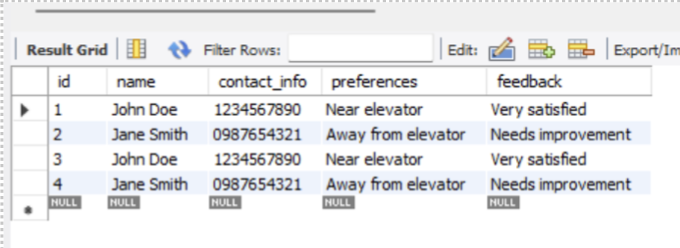 Result Grid Filter Rows: Edit: Export/Im
id name contact_info preferences feedback
1 John Doe 1234567890 Near elevator Very satisfied
2 Jane Smith 0987654321 Away from elevator Needs improvement
3 John Doe 1234567890 Near elevator Very satisfied
4 Jane Smith 0987654321 Away from elevator Needs improvement
NULL NULL NULL NULL NULL